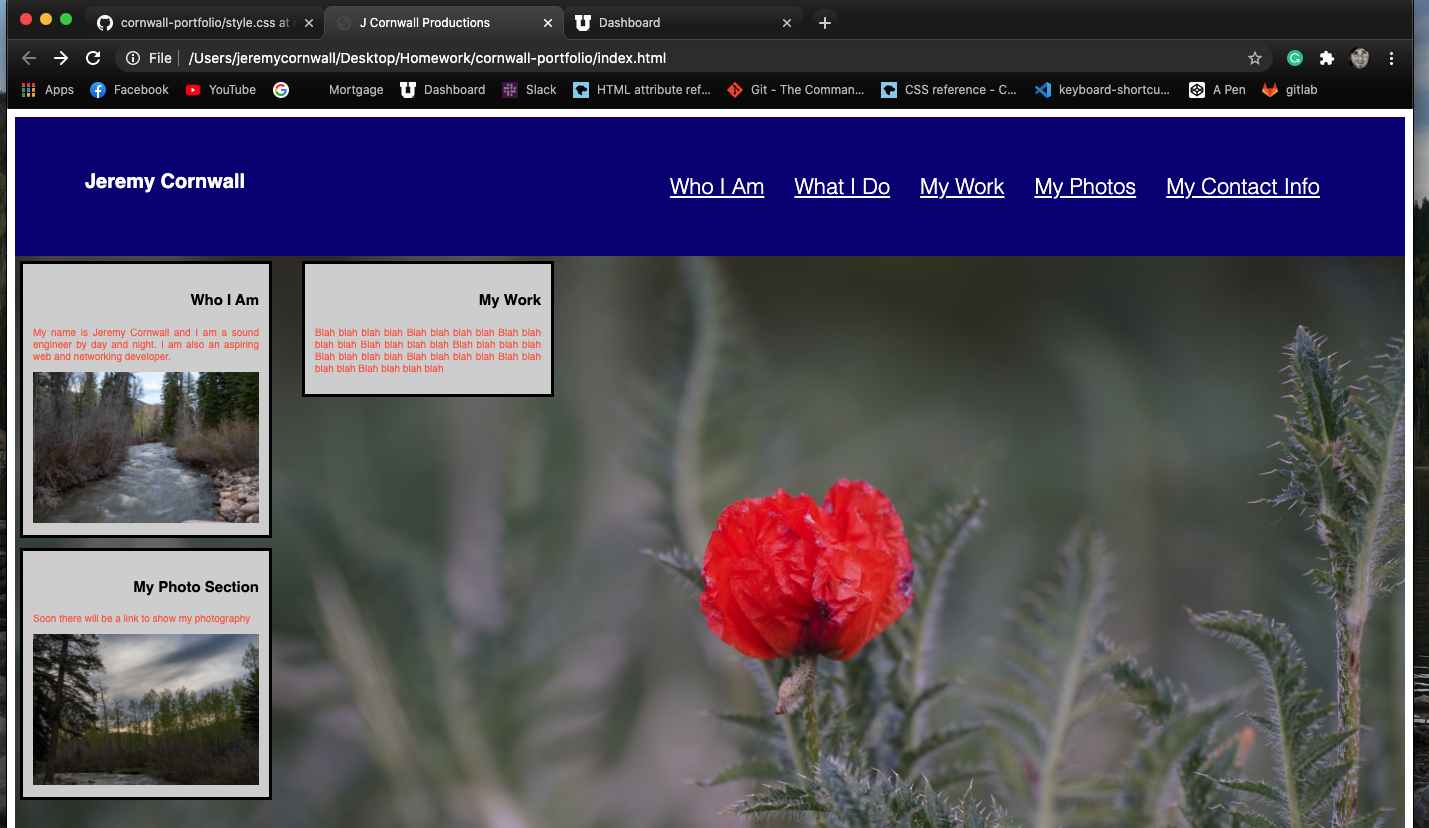 cornwall-portfolio/style.css at
J Cornwall Productions
Dashboard
File
/Users/jeremycornwall/Desktop/Homework/cornwall-portfolio/index.html
Apps
Facebook
YouTube
Mortgage
Dashboard
Slack
HTML attribute ref...
Git - The Comman...
CSS reference - C...
keyboard-shortcu...
A Pen
gitlab
Jeremy Cornwall
Who I Am
What I Do
My Work
My Photos
My Contact Info
Who I Am
My name is Jeremy Cornwall and I am a sound
engineer by day and night. I am also an aspiring
web and networking developer.
My Work
Blah blah blah blah Blah blah blah blah Blah blah
blah blah Blah blah blah blah Blah blah blah blah
Blah blah blah blah Blah blah blah blah Blah blah
blah blah Blah blah blah blah
My Photo Section
Soon there will be a link to show my photography